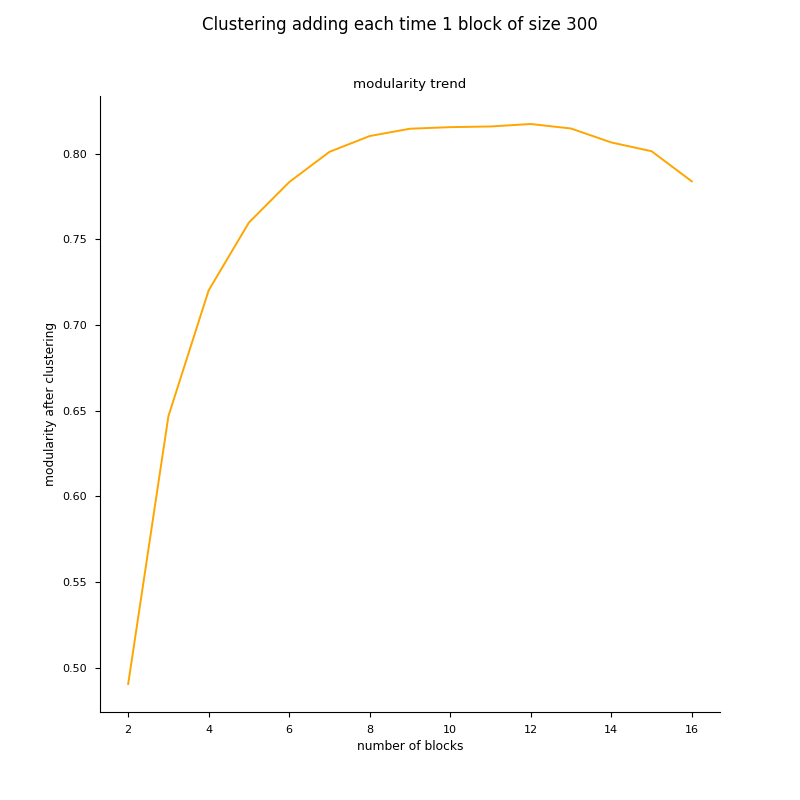 Clustering adding each time 1 block of size 300
modularity trend
0.80
0.75
0.70
0.65
0.60
0.55
0.50
modularity after clustering
2 4 6 8 10 12 14 16
number of blocks